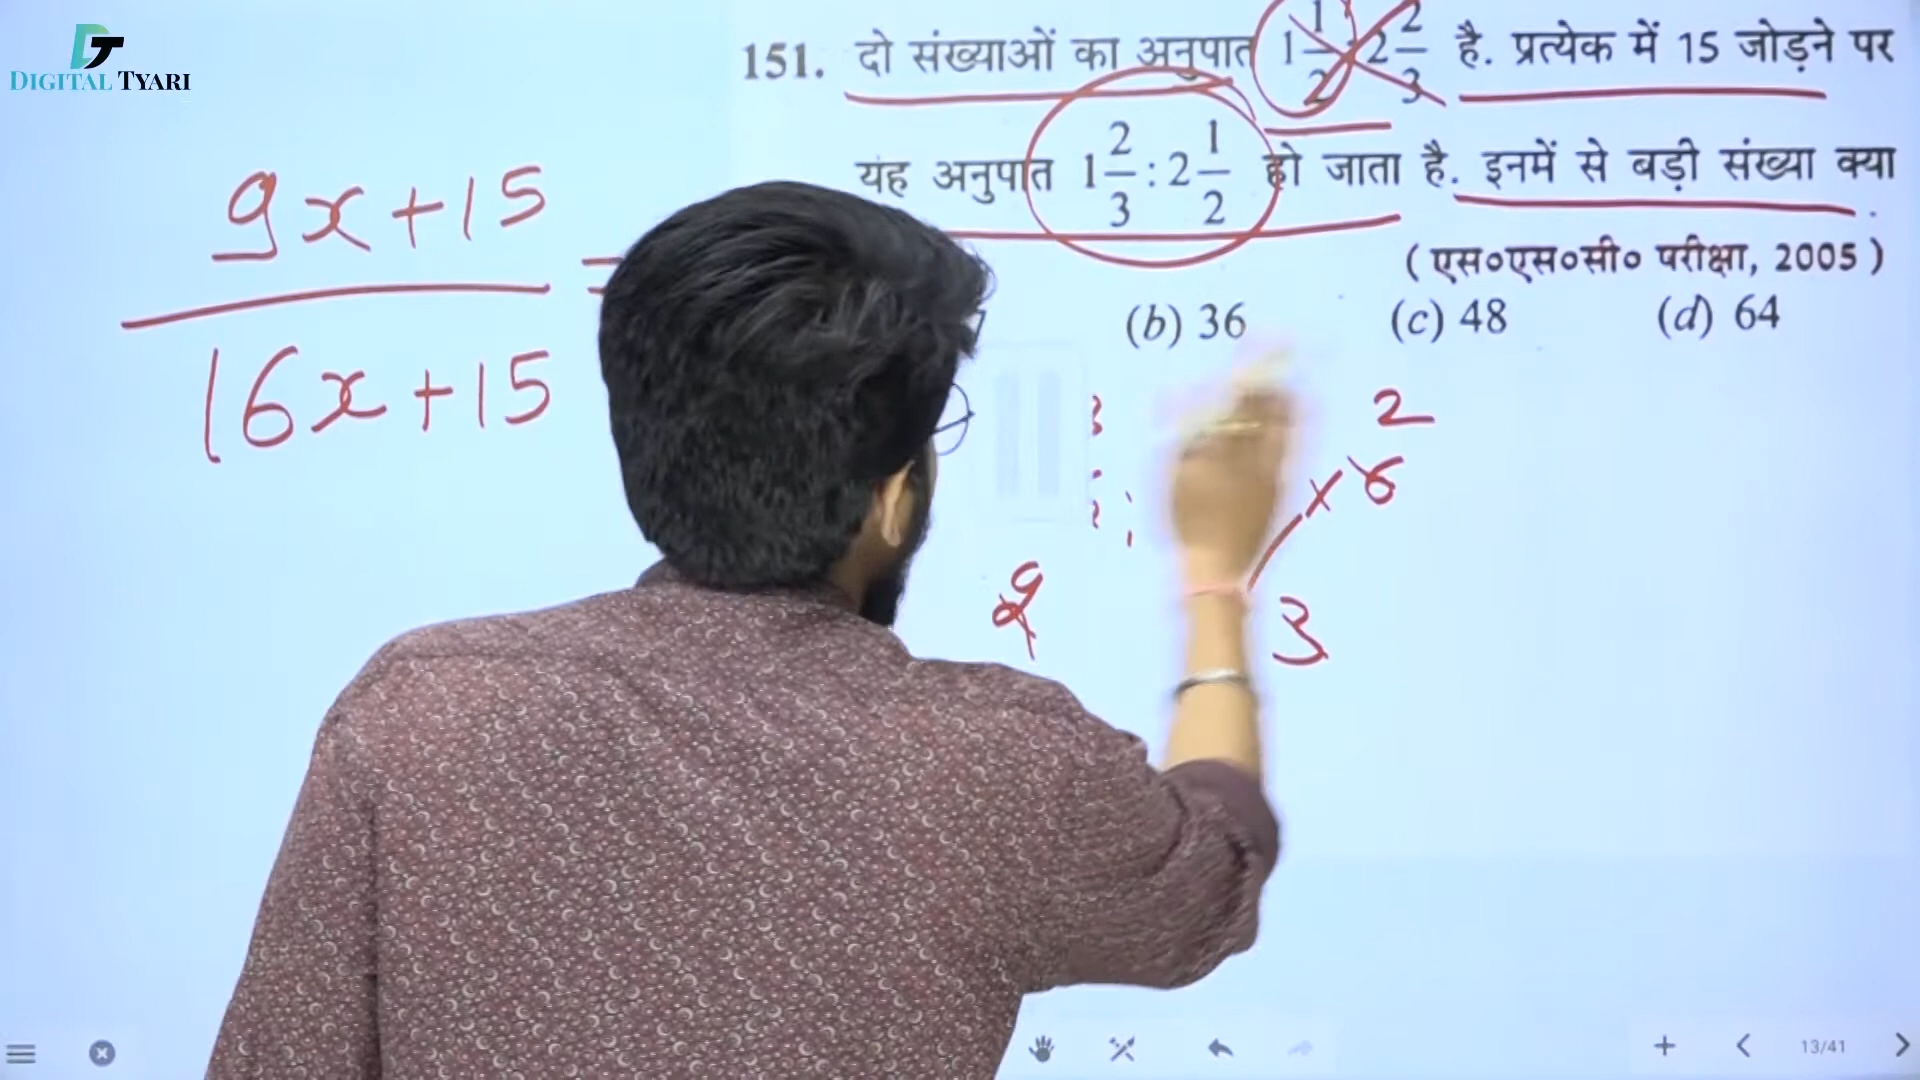 DT
DIGITAL TYARI
151. दो संख्याओं का अनुपात 1 1/2 : 2 2/3 है. प्रत्येक में 15 जोड़ने पर
यह अनुपात 1 2/3 : 2 1/2 हो जाता है. इनमें से बड़ी संख्या क्या
( एस०एस०सी० परीक्षा, 2005 )
(b) 36 (c) 48 (d) 64
9x+15
16x+15
=
2
×6
9
3
13/41